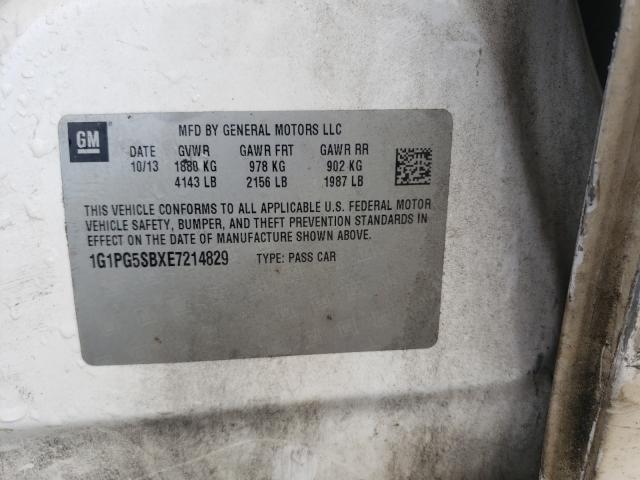 GM
MFD BY GENERAL MOTORS LLC
DATE GVWR GAWR FRT GAWR RR
10/13 1880 KG 978 KG 902 KG
4143 LB 2156 LB 1987 LB
THIS VEHICLE CONFORMS TO ALL APPLICABLE U.S. FEDERAL MOTOR
VEHICLE SAFETY, BUMPER, AND THEFT PREVENTION STANDARDS IN
EFFECT ON THE DATE OF MANUFACTURE SHOWN ABOVE.
1G1PG5SBXE7214829 TYPE: PASS CAR